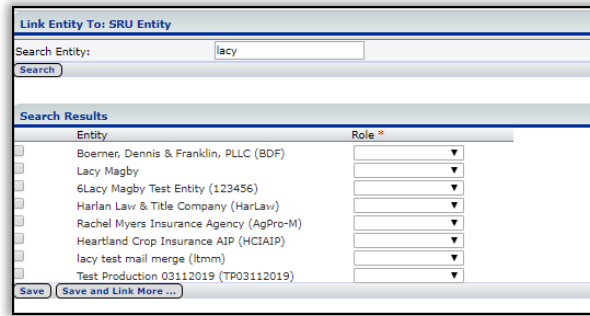 Link Entity To: SRU Entity
Search Entity: lacy
Search
Search Results
Entity Role *
Boerner, Dennis & Franklin, PLLC (BDF)
Lacy Magby
6Lacy Magby Test Entity (123456)
Harlan Law & Title Company (HarLaw)
Rachel Myers Insurance Agency (AgPro-M)
Heartland Crop Insurance AIP (HCIAIP)
lacy test mail merge (ltmm)
Test Production 03112019 (TP03112019)
Save Save and Link More ...